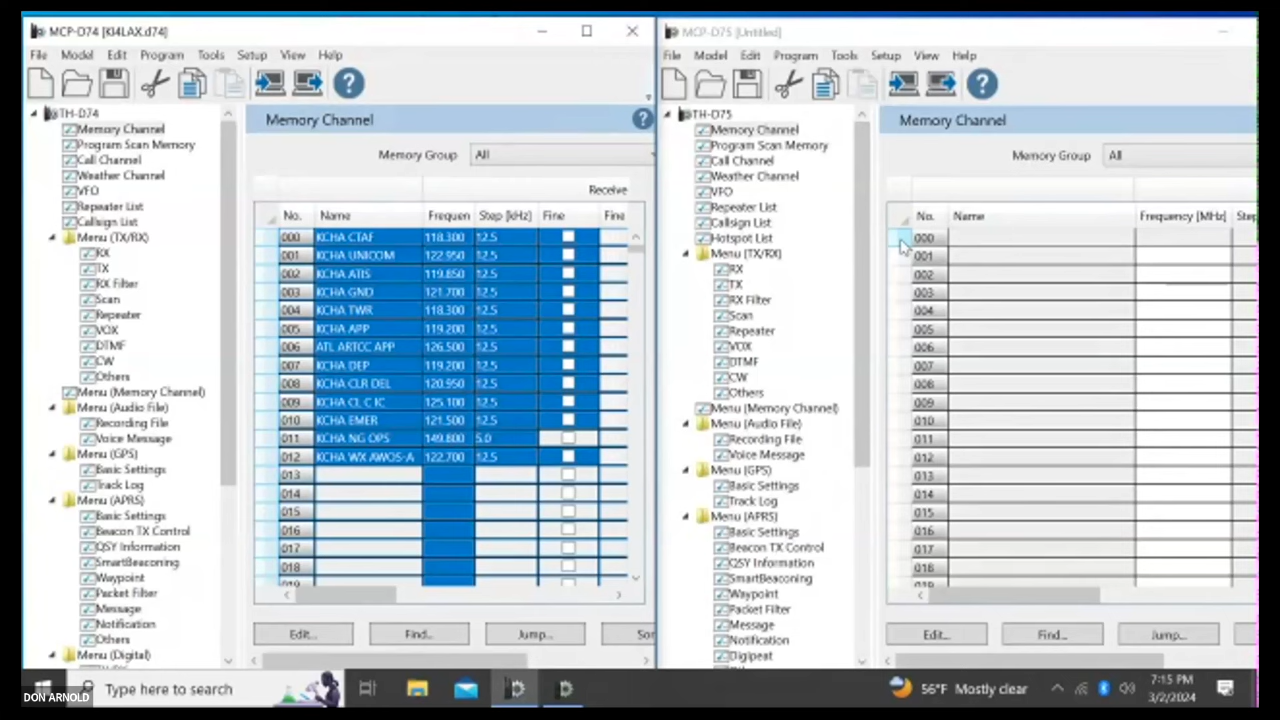 MCP-D74 [KI4LAX.d74]
File Model Edit Program Tools Setup View Help
TH-D74
Memory Channel
Program Scan Memory
Call Channel
Weather Channel
VFO
Repeater List
Callsign List
Menu (TX/RX)
RX
TX
RX Filter
Scan
Repeater
VOX
DTMF
CW
Others
Menu (Memory Channel)
Menu (Audio File)
Recording File
Voice Message
Menu (GPS)
Basic Settings
Track Log
Menu (APRS)
Basic Settings
Beacon TX Control
QSY Information
SmartBeaconing
Waypoint
Packet Filter
Message
Notification
Others
Menu (Digital)
Memory Channel
Memory Group All
Receive
No. Name Frequen Step [kHz] Fine Fine
000 KCHA CTAF 118.300 12.5
001 KCHA UNICOM 122.950 12.5
002 KCHA ATIS 119.850 12.5
003 KCHA GND 121.700 12.5
004 KCHA TWR 118.300 12.5
005 KCHA APP 119.200 12.5
006 ATL ARTCC APP 126.500 12.5
007 KCHA DEP 119.200 12.5
008 KCHA CLR DEL 120.950 12.5
009 KCHA CL C IC 125.100 12.5
010 KCHA EMER 121.500 12.5
011 KCHA NG OPS 149.800 5.0
012 KCHA WX AWOS-A 122.700 12.5
013
014
015
016
017
018
019
Edit... Find... Jump... Sor
MCP-D75 [Untitled]
File Model Edit Program Tools Setup View Help
TH-D75
Memory Channel
Program Scan Memory
Call Channel
Weather Channel
VFO
Repeater List
Callsign List
Hotspot List
Menu (TX/RX)
RX
TX
RX Filter
Scan
Repeater
VOX
DTMF
CW
Others
Menu (Memory Channel)
Menu (Audio File)
Recording File
Voice Message
Menu (GPS)
Basic Settings
Track Log
Menu (APRS)
Basic Settings
Beacon TX Control
QSY Information
SmartBeaconing
Waypoint
Packet Filter
Message
Notification
Digipeat
Memory Channel
Memory Group All
No. Name Frequency [MHz] Step
000
001
002
003
004
005
006
007
008
009
010
011
012
013
014
015
016
017
018
019
Edit... Find... Jump...
DON ARNOLD
Type here to search
56°F Mostly clear
7:15 PM
3/2/2024